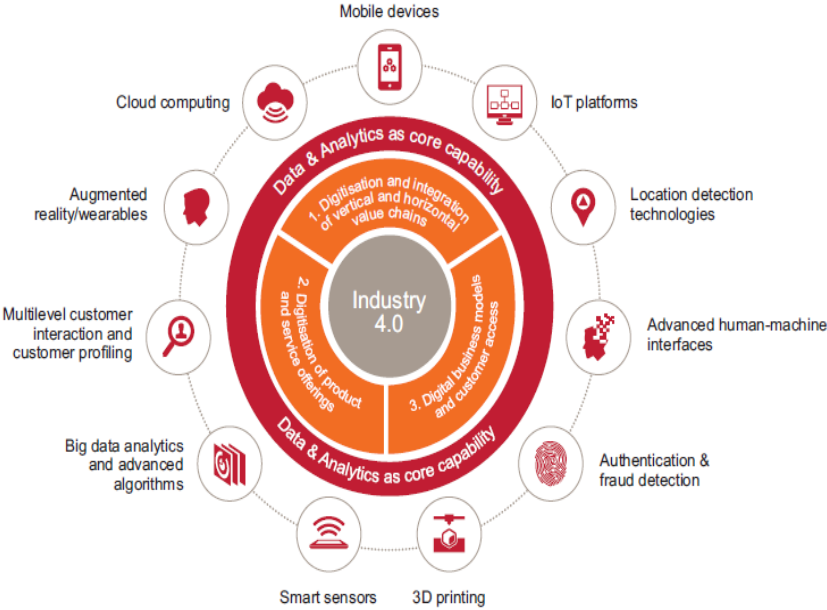 Mobile devices
Cloud computing
IoT platforms
Data & Analytics as core capability
1. Digitisation and integration
of vertical and horizontal
value chains
Augmented
reality/wearables
Location detection
technologies
Industry
4.0
2. Digitisation of product
and service offerings
3. Digital business models
and customer access
Multilevel customer
interaction and
customer profiling
Advanced human-machine
interfaces
Data & Analytics as core capability
Big data analytics
and advanced
algorithms
Authentication &
fraud detection
Smart sensors
3D printing